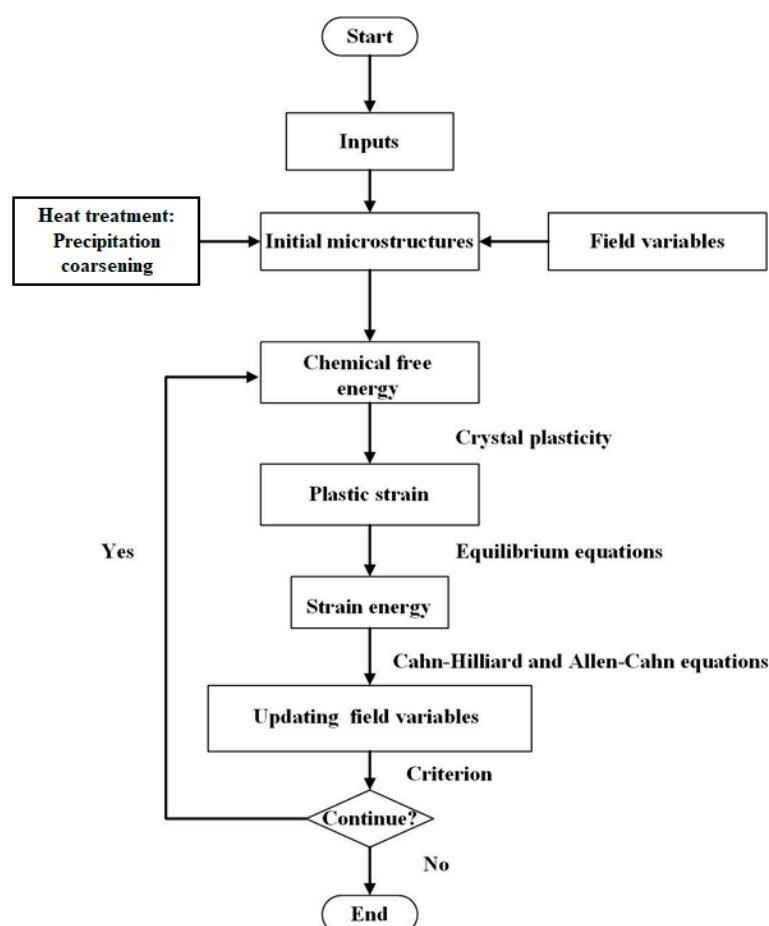 Start
Inputs
Heat treatment:
Precipitation
coarsening
Initial microstructures
Field variables
Chemical free
energy
Crystal plasticity
Plastic strain
Yes
Equilibrium equations
Strain energy
Cahn-Hilliard and Allen-Cahn equations
Updating field variables
Criterion
Continue?
No
End